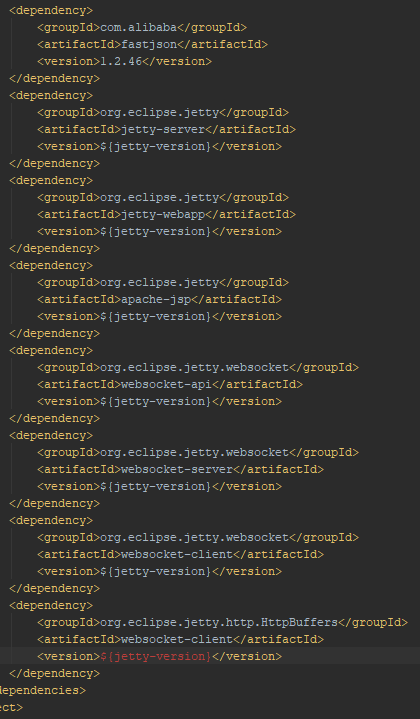 <dependency>
<groupId>com.alibaba</groupId>
<artifactId>fastjson</artifactId>
<version>1.2.46</version>
</dependency>
<dependency>
<groupId>org.eclipse.jetty</groupId>
<artifactId>jetty-server</artifactId>
<version>${jetty-version}</version>
</dependency>
<dependency>
<groupId>org.eclipse.jetty</groupId>
<artifactId>jetty-webapp</artifactId>
<version>${jetty-version}</version>
</dependency>
<dependency>
<groupId>org.eclipse.jetty</groupId>
<artifactId>apache-jsp</artifactId>
<version>${jetty-version}</version>
</dependency>
<dependency>
<groupId>org.eclipse.jetty.websocket</groupId>
<artifactId>websocket-api</artifactId>
<version>${jetty-version}</version>
</dependency>
<dependency>
<groupId>org.eclipse.jetty.websocket</groupId>
<artifactId>websocket-server</artifactId>
<version>${jetty-version}</version>
</dependency>
<dependency>
<groupId>org.eclipse.jetty.websocket</groupId>
<artifactId>websocket-client</artifactId>
<version>${jetty-version}</version>
</dependency>
<dependency>
<groupId>org.eclipse.jetty.http.HttpBuffers</groupId>
<artifactId>websocket-client</artifactId>
<version>${jetty-version}</version>
</dependency>
dependencies>
ect>